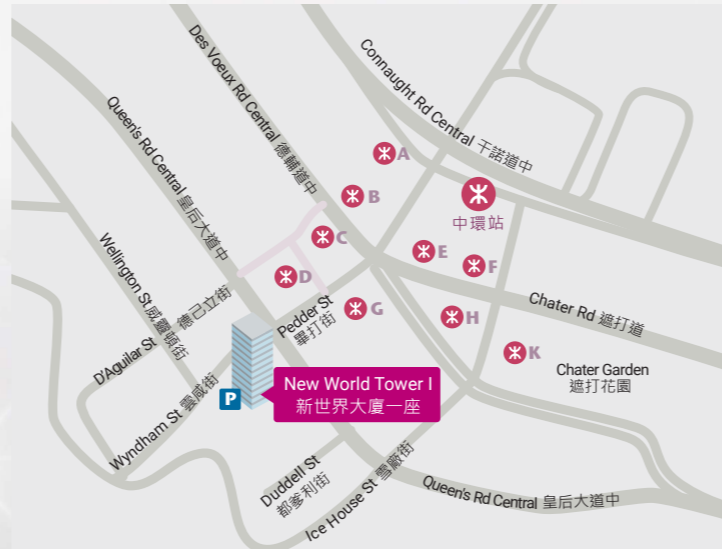 Connaught Rd Central 干諾道中
Des Voeux Rd Central 德輔道中
Queen's Rd Central 皇后大道中
A
B
中環站
C
E
F
D
Wellington St 威靈頓街
G
H
Chater Rd 遮打道
Pedder St
畢打街
D'Aguilar St 德己立街
K
Chater Garden
遮打花園
New World Tower I
新世界大廈一座
P
Wyndham St 雲咸街
Duddell St
都爹利街
Ice House St 雪廠街
Queen's Rd Central 皇后大道中